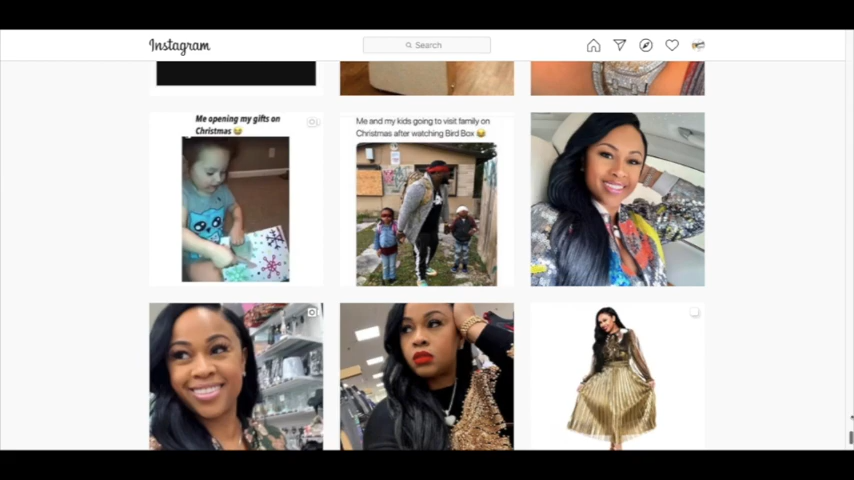 Instagram
Search
Me opening my gifts on
Christmas 😂
Me and my kids going to visit family on
Christmas after watching Bird Box 😂